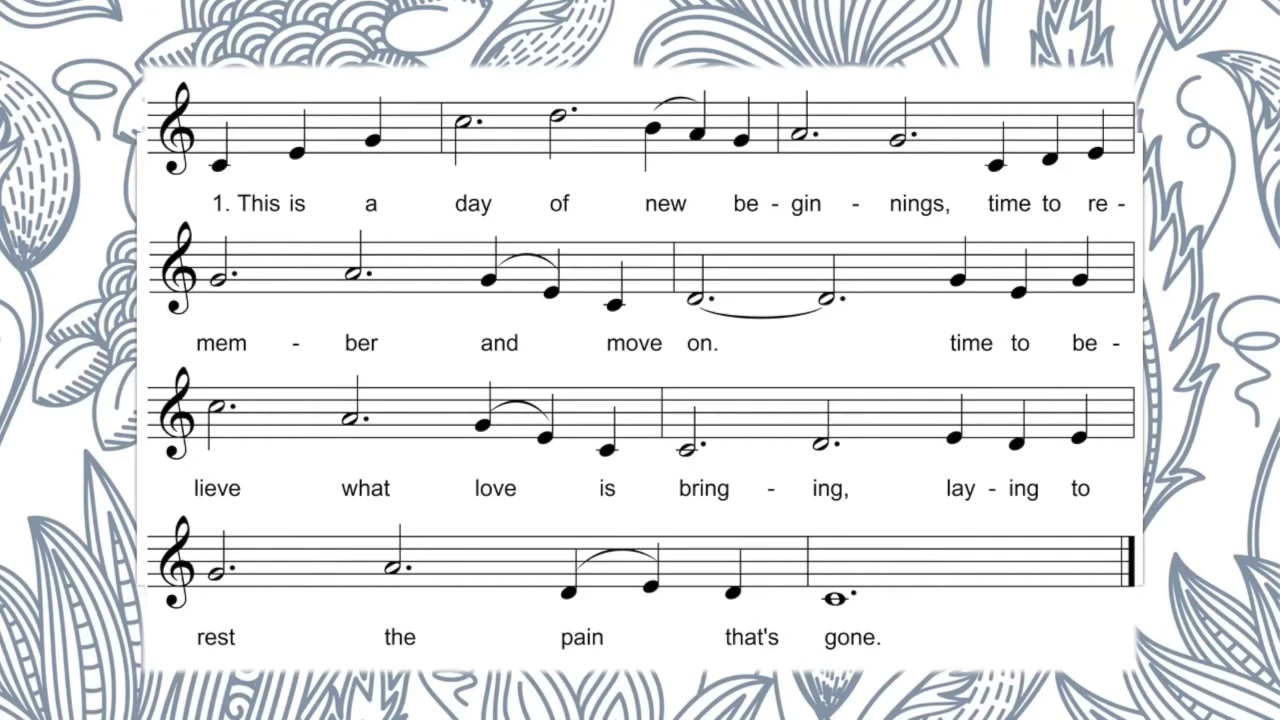 1. This is a day of new be - gin - nings, time to re -
mem - ber and move on. time to be -
lieve what love is bring - ing, lay - ing to
rest the pain that's gone.